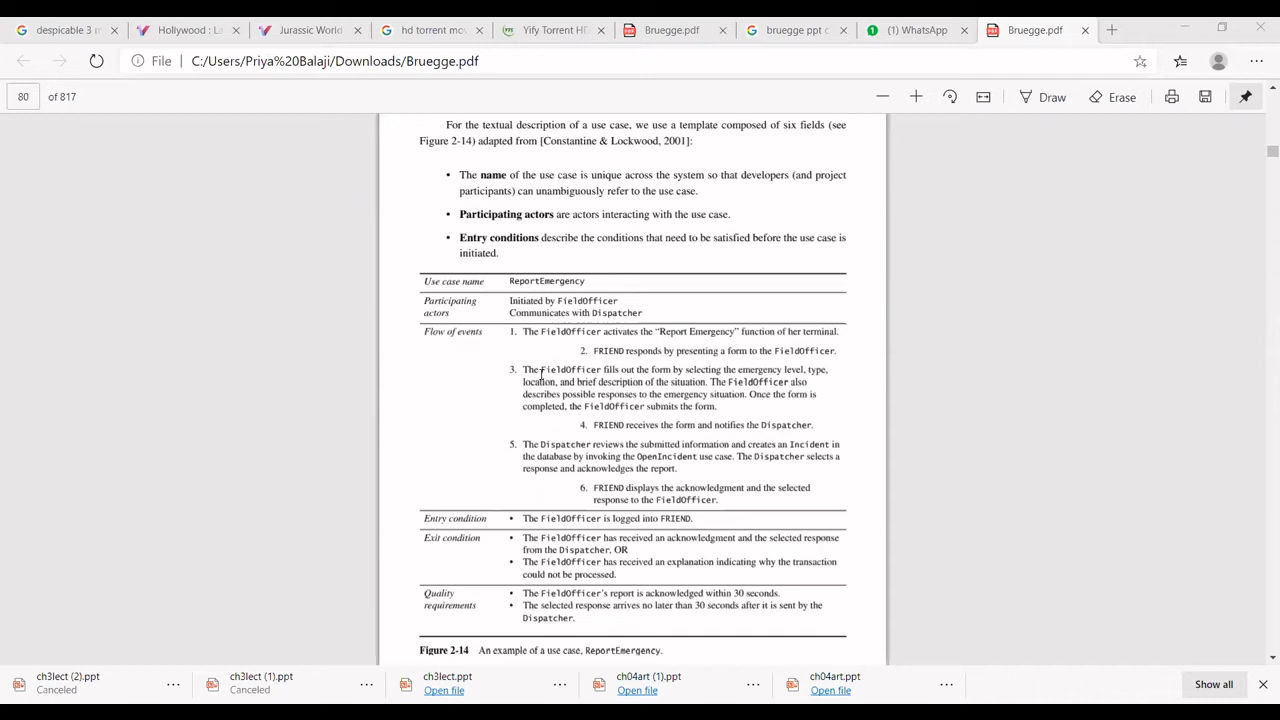 despicable 3 m
Hollywood : La
Jurassic World
hd torrent mov
Yify Torrent HD
Bruegge.pdf
bruegge ppt c
(1) WhatsApp
Bruegge.pdf
File C:/Users/Priya%20Balaji/Downloads/Bruegge.pdf
80 of 817
Draw
Erase
For the textual description of a use case, we use a template composed of six fields (see
Figure 2-14) adapted from [Constantine & Lockwood, 2001]:
• The name of the use case is unique across the system so that developers (and project
participants) can unambiguously refer to the use case.
• Participating actors are actors interacting with the use case.
• Entry conditions describe the conditions that need to be satisfied before the use case is
initiated.
Use case name ReportEmergency
Participating actors
Initiated by FieldOfficer
Communicates with Dispatcher
Flow of events
1. The FieldOfficer activates the “Report Emergency” function of her terminal.
2. FRIEND responds by presenting a form to the FieldOfficer.
3. The FieldOfficer fills out the form by selecting the emergency level, type,
location, and brief description of the situation. The FieldOfficer also
describes possible responses to the emergency situation. Once the form is
completed, the FieldOfficer submits the form.
4. FRIEND receives the form and notifies the Dispatcher.
5. The Dispatcher reviews the submitted information and creates an Incident in
the database by invoking the OpenIncident use case. The Dispatcher selects a
response and acknowledges the report.
6. FRIEND displays the acknowledgment and the selected
response to the FieldOfficer.
Entry condition • The FieldOfficer is logged into FRIEND.
Exit condition • The FieldOfficer has received an acknowledgment and the selected response
from the Dispatcher, OR
• The FieldOfficer has received an explanation indicating why the transaction
could not be processed.
Quality requirements
• The FieldOfficer’s report is acknowledged within 30 seconds.
• The selected response arrives no later than 30 seconds after it is sent by the
Dispatcher.
Figure 2-14 An example of a use case, ReportEmergency.
ch3lect (2).ppt
Canceled
ch3lect (1).ppt
Canceled
ch3lect.ppt
Open file
ch04art (1).ppt
Open file
ch04art.ppt
Open file
Show all